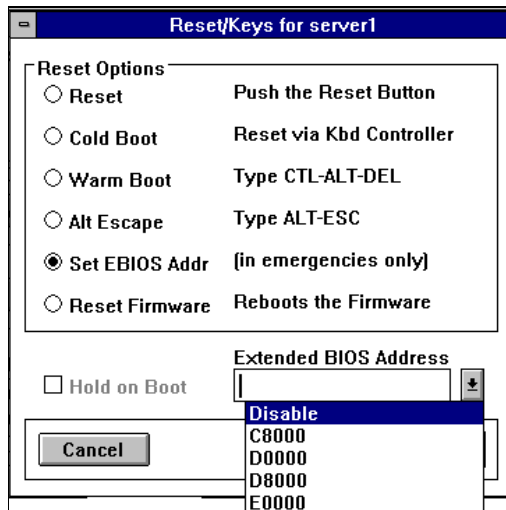 Reset/Keys for server1
Reset Options
Reset Push the Reset Button
Cold Boot Reset via Kbd Controller
Warm Boot Type CTL-ALT-DEL
Alt Escape Type ALT-ESC
Set EBIOS Addr (in emergencies only)
Reset Firmware Reboots the Firmware
Extended BIOS Address
Hold on Boot
Disable
C8000
Cancel
D0000
D8000
E0000